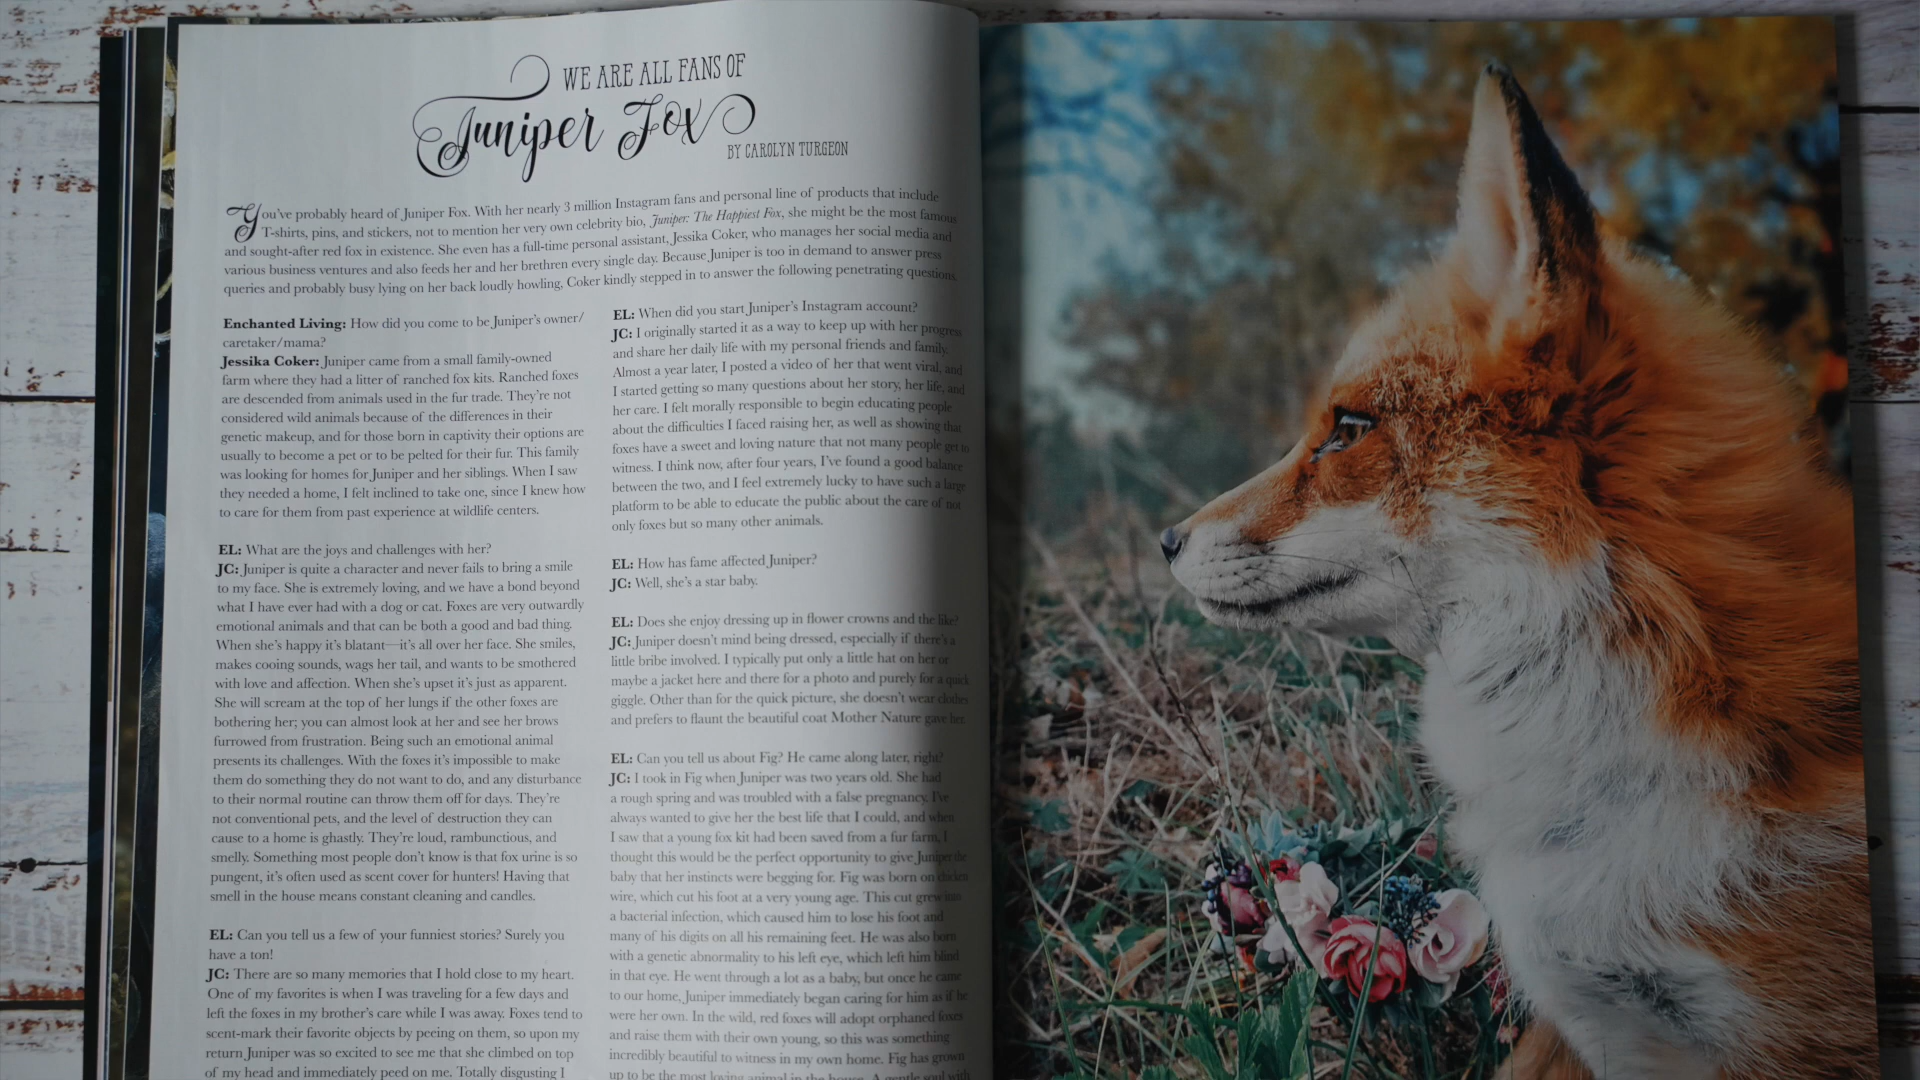 WE ARE ALL FANS OF
Juniper Fox
BY CAROLYN TURGEON
You've probably heard of Juniper Fox. With her nearly 3 million Instagram fans and personal line of products that include
T-shirts, pins, and stickers, not to mention her very own celebrity bio, Juniper: The Happiest Fox, she might be the most famous
and sought-after red fox in existence. She even has a full-time personal assistant, Jessika Coker, who manages her social media and
various business ventures and also feeds her and her brethren every single day. Because Juniper is too in demand to answer press
queries and probably busy lying on her back loudly howling, Coker kindly stepped in to answer the following penetrating questions.
Enchanted Living: How did you come to be Juniper's owner/
caretaker/mama?
Jessika Coker: Juniper came from a small family-owned
farm where they had a litter of ranched fox kits. Ranched foxes
are descended from animals used in the fur trade. They're not
considered wild animals because of the differences in their
genetic makeup, and for those born in captivity their options are
usually to become a pet or to be pelted for their fur. This family
was looking for homes for Juniper and her siblings. When I saw
they needed a home, I felt inclined to take one, since I knew how
to care for them from past experience at wildlife centers.
EL: What are the joys and challenges with her?
JC: Juniper is quite a character and never fails to bring a smile
to my face. She is extremely loving, and we have a bond beyond
what I have ever had with a dog or cat. Foxes are very outwardly
emotional animals and that can be both a good and bad thing.
When she's happy it's blatant—it's all over her face. She smiles,
makes cooing sounds, wags her tail, and wants to be smothered
with love and affection. When she's upset it's just as apparent.
She will scream at the top of her lungs if the other foxes are
bothering her; you can almost look at her and see her brows
furrowed from frustration. Being such an emotional animal
presents its challenges. With the foxes it's impossible to make
them do something they do not want to do, and any disturbance
to their normal routine can throw them off for days. They're
not conventional pets, and the level of destruction they can
cause to a home is ghastly. They're loud, rambunctious, and
smelly. Something most people don't know is that fox urine is so
pungent, it's often used as scent cover for hunters! Having that
smell in the house means constant cleaning and candles.
EL: Can you tell us a few of your funniest stories? Surely you
have a ton!
JC: There are so many memories that I hold close to my heart.
One of my favorites is when I was traveling for a few days and
left the foxes in my brother's care while I was away. Foxes tend to
scent-mark their favorite objects by peeing on them, so upon my
return Juniper was so excited to see me that she climbed on top
of my head and immediately peed on me. Totally disgusting I
EL: When did you start Juniper's Instagram account?
JC: I originally started it as a way to keep up with her progress
and share her daily life with my personal friends and family.
Almost a year later, I posted a video of her that went viral, and
I started getting so many questions about her story, her life, and
her care. I felt morally responsible to begin educating people
about the difficulties I faced raising her, as well as showing that
foxes have a sweet and loving nature that not many people get to
witness. I think now, after four years, I've found a good balance
between the two, and I feel extremely lucky to have such a large
platform to be able to educate the public about the care of not
only foxes but so many other animals.
EL: How has fame affected Juniper?
JC: Well, she's a star baby.
EL: Does she enjoy dressing up in flower crowns and the like?
JC: Juniper doesn't mind being dressed, especially if there's a
little bribe involved. I typically put only a little hat on her or
maybe a jacket here and there for a photo and purely for a quick
giggle. Other than for the quick picture, she doesn't wear clothes
and prefers to flaunt the beautiful coat Mother Nature gave her.
EL: Can you tell us about Fig? He came along later, right?
JC: I took in Fig when Juniper was two years old. She had
a rough spring and was troubled with a false pregnancy. I've
always wanted to give her the best life that I could, and when
I saw that a young fox kit had been saved from a fur farm, I
thought this would be the perfect opportunity to give Juniper the
baby that her instincts were begging for. Fig was born on chicken
wire, which cut his foot at a very young age. This cut grew into
a bacterial infection, which caused him to lose his foot and
many of his digits on all his remaining feet. He was also born
with a genetic abnormality to his left eye, which left him blind
in that eye. He went through a lot as a baby, but once he came
to our home, Juniper immediately began caring for him as if he
were her own. In the wild, red foxes will adopt orphaned foxes
and raise them with their own young, so this was something
incredibly beautiful to witness in my own home. Fig has grown
up to be the most loving animal in the house. A gentle soul with